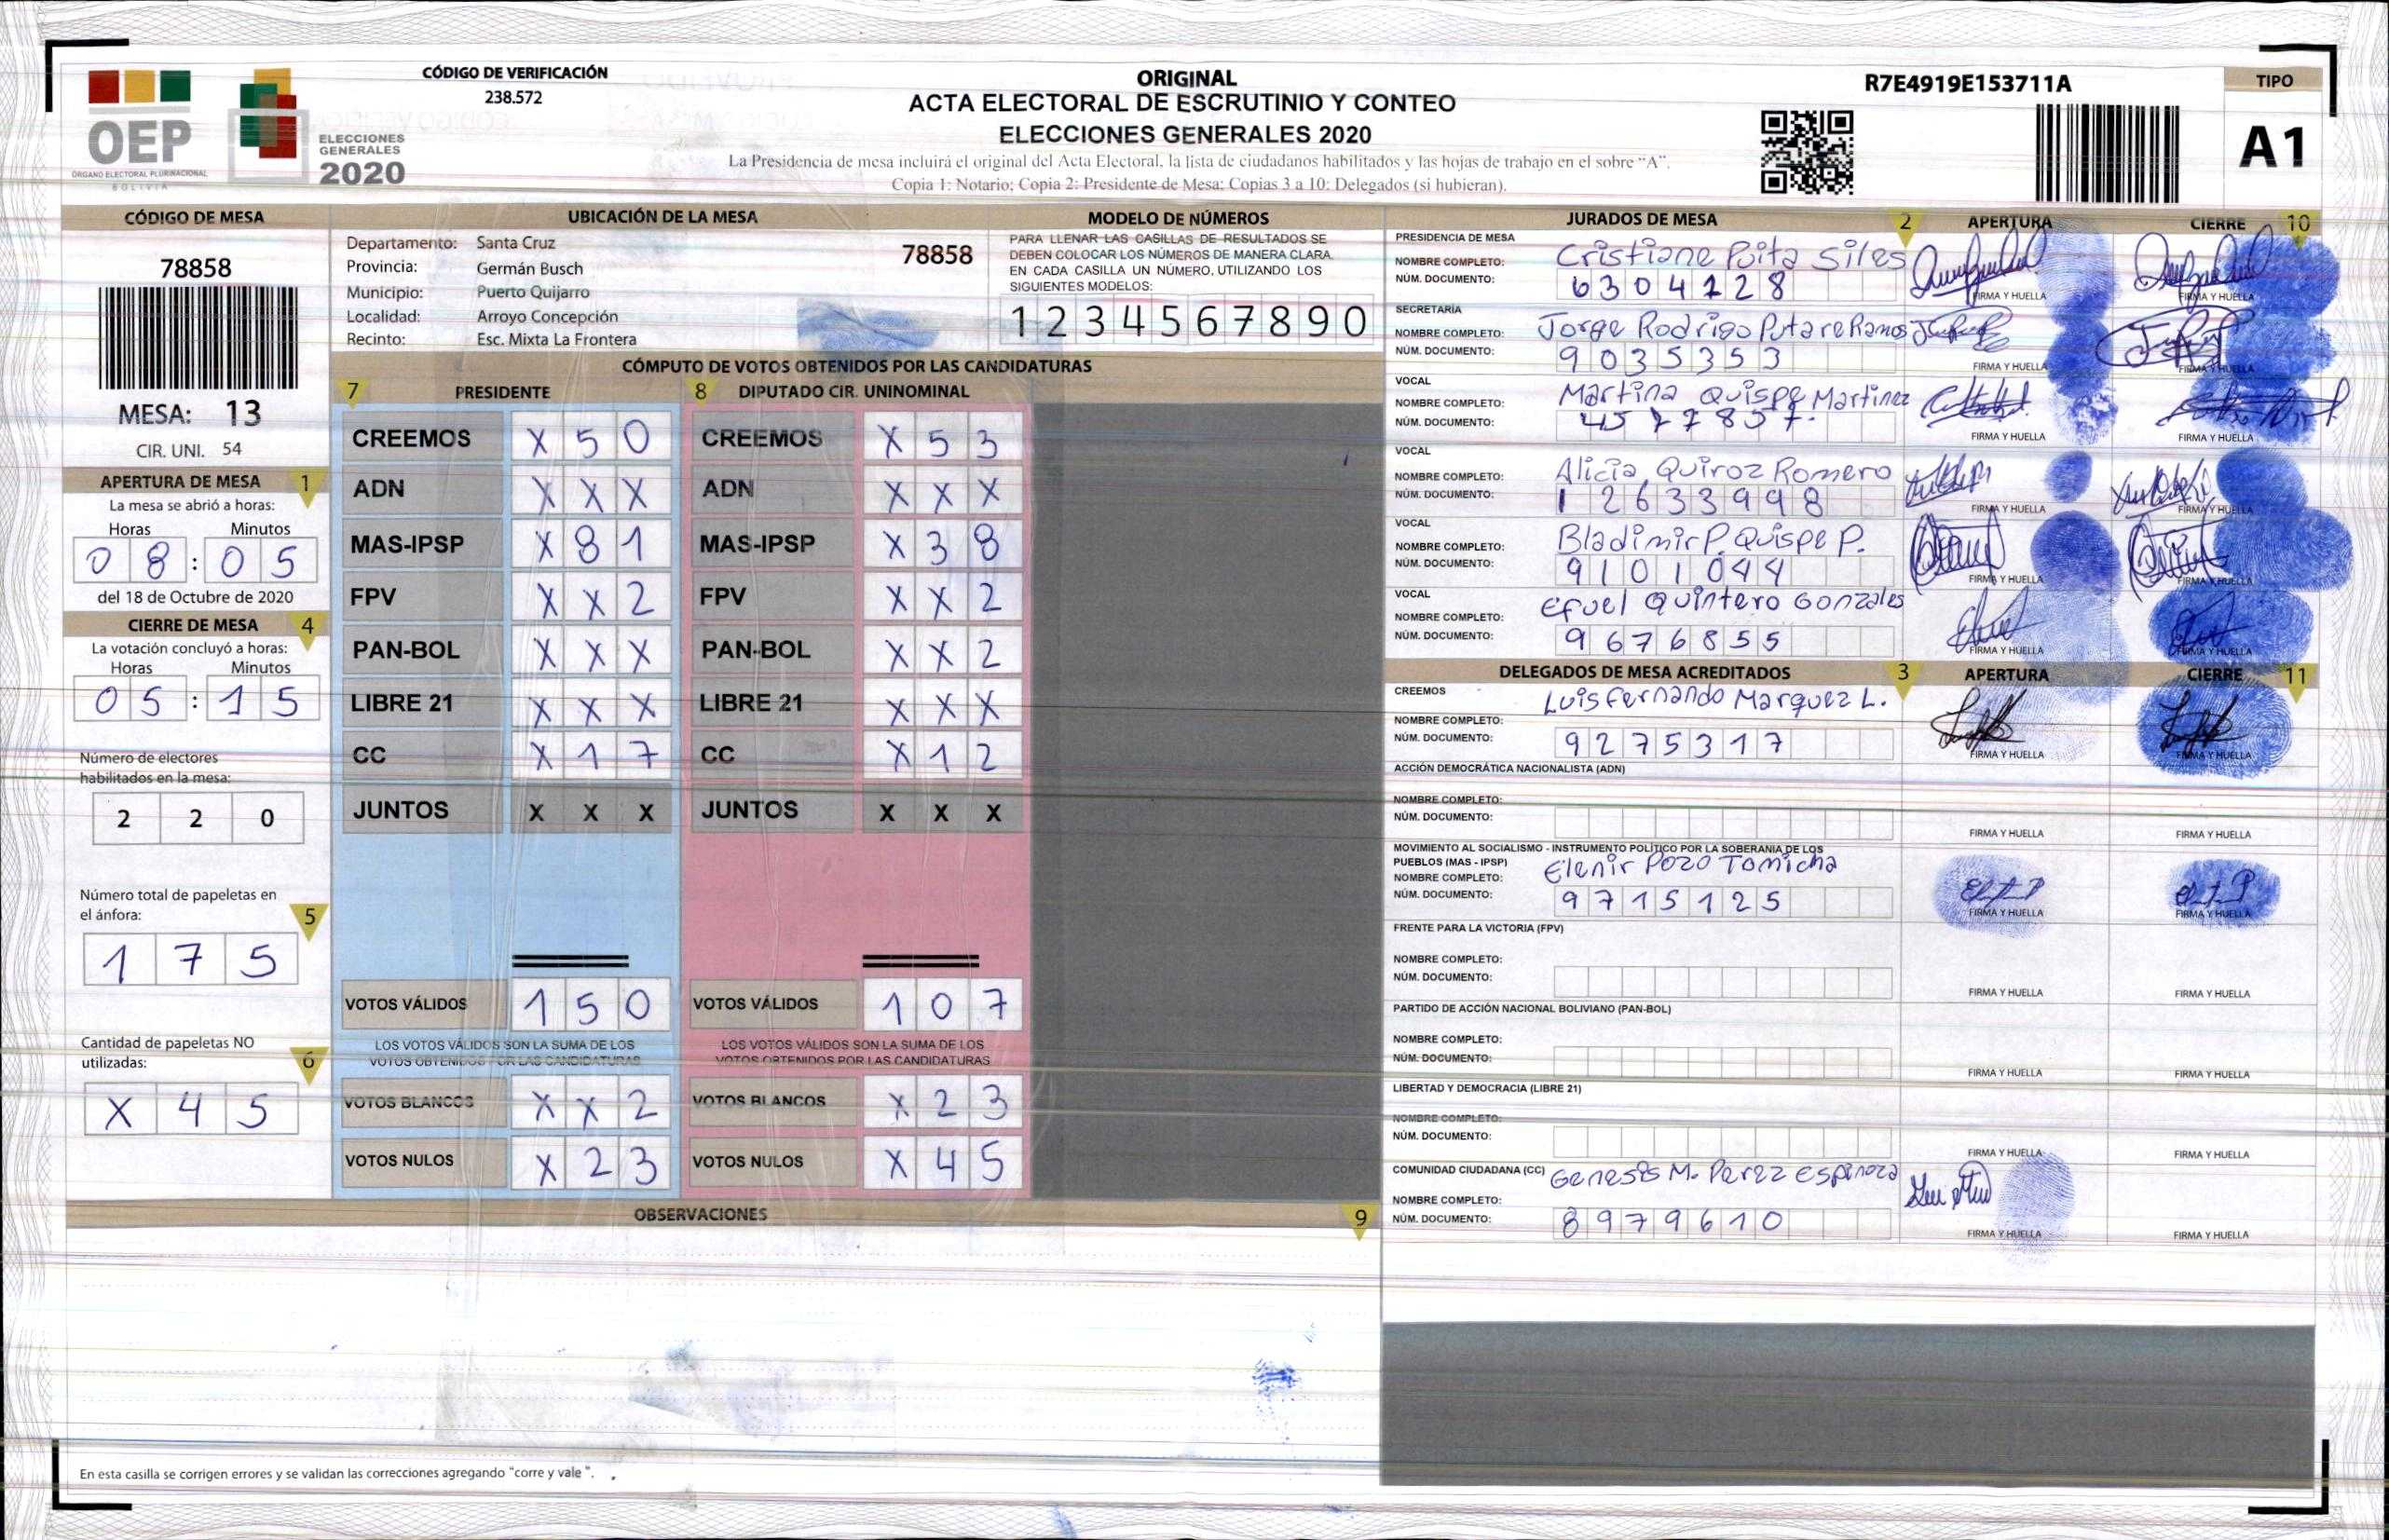 CÓDIGO DE VERIFICACIÓN
238.572
OEP
ÓRGANO ELECTORAL PLURINACIONAL
BOLIVIA
ELECCIONES
GENERALES
2020
ORIGINAL
ACTA ELECTORAL DE ESCRUTINIO Y CONTEO
ELECCIONES GENERALES 2020
La Presidencia de mesa incluirá el original del Acta Electoral, la lista de ciudadanos habilitados y las hojas de trabajo en el sobre "A".
Copia 1: Notario; Copia 2: Presidente de Mesa; Copias 3 a 10: Delegados (si hubieran).
R7E4919E153711A
TIPO
A1
CÓDIGO DE MESA
78858
MESA: 13
CIR. UNI. 54
APERTURA DE MESA 1
La mesa se abrió a horas:
Horas Minutos
0 8 : 0 5
del 18 de Octubre de 2020
CIERRE DE MESA 4
La votación concluyó a horas:
Horas Minutos
0 5 : 1 5
Número de electores
habilitados en la mesa:
2 2 0
Número total de papeletas en
el ánfora: 5
1 7 5
Cantidad de papeletas NO
utilizadas: 6
X 4 5
UBICACIÓN DE LA MESA
Departamento: Santa Cruz
78858
Provincia: Germán Busch
Municipio: Puerto Quijarro
Localidad: Arroyo Concepción
Recinto: Esc. Mixta La Frontera
MODELO DE NÚMEROS
PARA LLENAR LAS CASILLAS DE RESULTADOS SE
DEBEN COLOCAR LOS NÚMEROS DE MANERA CLARA.
EN CADA CASILLA UN NÚMERO, UTILIZANDO LOS
SIGUIENTES MODELOS:
1 2 3 4 5 6 7 8 9 0
CÓMPUTO DE VOTOS OBTENIDOS POR LAS CANDIDATURAS
7 PRESIDENTE 8 DIPUTADO CIR. UNINOMINAL
CREEMOS X 5 0 CREEMOS X 5 3
ADN X X X ADN X X X
MAS-IPSP X 8 1 MAS-IPSP X 3 8
FPV X X 2 FPV X X 2
PAN-BOL X X X PAN-BOL X X 2
LIBRE 21 X X X LIBRE 21 X X X
CC X 1 7 CC X 1 2
JUNTOS X X X JUNTOS X X X
VOTOS VÁLIDOS 1 5 0 VOTOS VÁLIDOS 1 0 7
LOS VOTOS VÁLIDOS SON LA SUMA DE LOS LOS VOTOS VÁLIDOS SON LA SUMA DE LOS
VOTOS OBTENIDOS POR LAS CANDIDATURAS VOTOS OBTENIDOS POR LAS CANDIDATURAS
VOTOS BLANCOS X X 2 VOTOS BLANCOS X 2 3
VOTOS NULOS X 2 3 VOTOS NULOS X 4 5
OBSERVACIONES 9
En esta casilla se corrigen errores y se validan las correcciones agregando "corre y vale".
JURADOS DE MESA 2 APERTURA CIERRE 10
PRESIDENCIA DE MESA
NOMBRE COMPLETO: Cristiane Poita Siles
NÚM. DOCUMENTO: 6304128
FIRMA Y HUELLA FIRMA Y HUELLA
SECRETARIA
NOMBRE COMPLETO: Jorge Rodrigo Putare Ramos
NÚM. DOCUMENTO: 9035353
FIRMA Y HUELLA FIRMA Y HUELLA
VOCAL
NOMBRE COMPLETO: Martina Quispe Martinez
NÚM. DOCUMENTO:
FIRMA Y HUELLA FIRMA Y HUELLA
VOCAL
NOMBRE COMPLETO: Alicia Quiroz Romero
NÚM. DOCUMENTO: 12633998
FIRMA Y HUELLA FIRMA Y HUELLA
VOCAL
NOMBRE COMPLETO: Bladimir P. Quispe P.
NÚM. DOCUMENTO: 9101044
FIRMA Y HUELLA FIRMA Y HUELLA
VOCAL
NOMBRE COMPLETO: Quintero Gonzales
NÚM. DOCUMENTO: 9676855
FIRMA Y HUELLA FIRMA Y HUELLA
DELEGADOS DE MESA ACREDITADOS 3 APERTURA CIERRE 11
CREEMOS
NOMBRE COMPLETO: Luis Fernando Marquez L.
NÚM. DOCUMENTO: 9275317
FIRMA Y HUELLA FIRMA Y HUELLA
ACCIÓN DEMOCRÁTICA NACIONALISTA (ADN)
NOMBRE COMPLETO:
NÚM. DOCUMENTO:
FIRMA Y HUELLA FIRMA Y HUELLA
MOVIMIENTO AL SOCIALISMO - INSTRUMENTO POLÍTICO POR LA SOBERANIA DE LOS
PUEBLOS (MAS - IPSP)
NOMBRE COMPLETO: Elenir Pozo Tomicha
NÚM. DOCUMENTO: 9715125
FIRMA Y HUELLA FIRMA Y HUELLA
FRENTE PARA LA VICTORIA (FPV)
NOMBRE COMPLETO:
NÚM. DOCUMENTO:
FIRMA Y HUELLA FIRMA Y HUELLA
PARTIDO DE ACCIÓN NACIONAL BOLIVIANO (PAN-BOL)
NOMBRE COMPLETO:
NÚM. DOCUMENTO:
FIRMA Y HUELLA FIRMA Y HUELLA
LIBERTAD Y DEMOCRACIA (LIBRE 21)
NOMBRE COMPLETO:
NÚM. DOCUMENTO:
FIRMA Y HUELLA FIRMA Y HUELLA
COMUNIDAD CIUDADANA (CC)
NOMBRE COMPLETO: Genesis M. Perez Espinoza
NÚM. DOCUMENTO: 8979610
FIRMA Y HUELLA FIRMA Y HUELLA